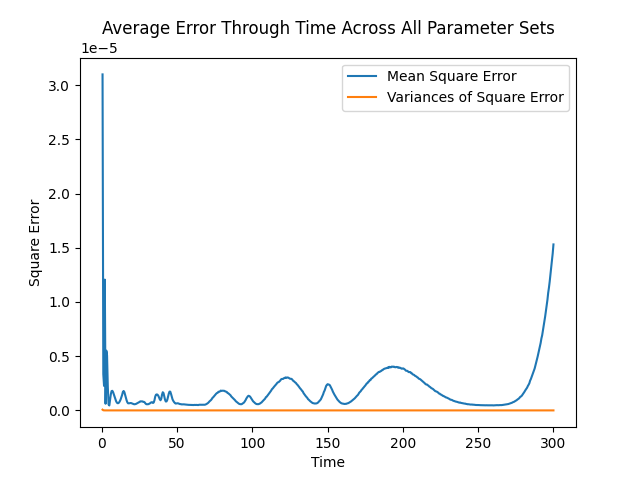 Average Error Through Time Across All Parameter Sets
1e−5
3.0
2.5
2.0
1.5
1.0
0.5
0.0
Square Error
Mean Square Error
Variances of Square Error
0 50 100 150 200 250 300
Time